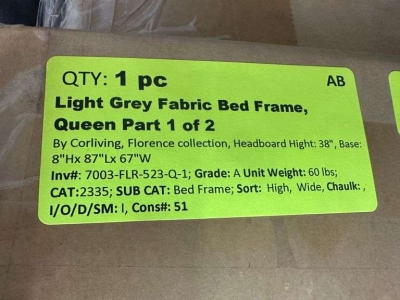 QTY: 1 pc AB
Light Grey Fabric Bed Frame,
Queen Part 1 of 2
By Corliving, Florence collection, Headboard Hight: 38", Base:
8"Hx 87"Lx 67"W
Inv#: 7003-FLR-523-Q-1; Grade: A Unit Weight: 60 lbs;
CAT:2335; SUB CAT: Bed Frame; Sort: High, Wide, Chaulk: ,
I/O/D/SM: I, Cons#: 51